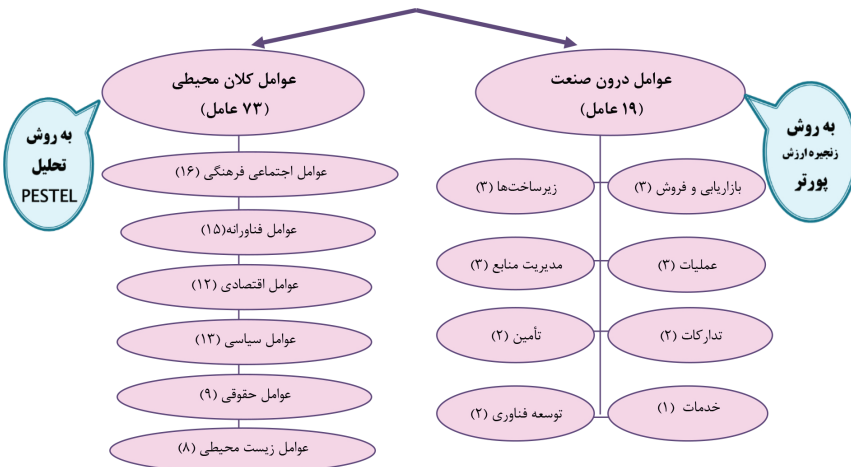 عوامل درون صنعت
(۱۹ عامل)
به روش
زنجیره ارزش
پورتر
بازاریابی و فروش (۳)
زیرساخت‌ها (۳)
عملیات (۳)
مدیریت منابع (۳)
تدارکات (۲)
تأمین (۲)
خدمات (۱)
توسعه فناوری (۲)
عوامل کلان محیطی
(۷۳ عامل)
به روش
تحلیل
PESTEL
عوامل اجتماعی فرهنگی (۱۶)
عوامل فناورانه(۱۵)
عوامل اقتصادی (۱۲)
عوامل سیاسی (۱۳)
عوامل حقوقی (۹)
عوامل زیست محیطی (۸)